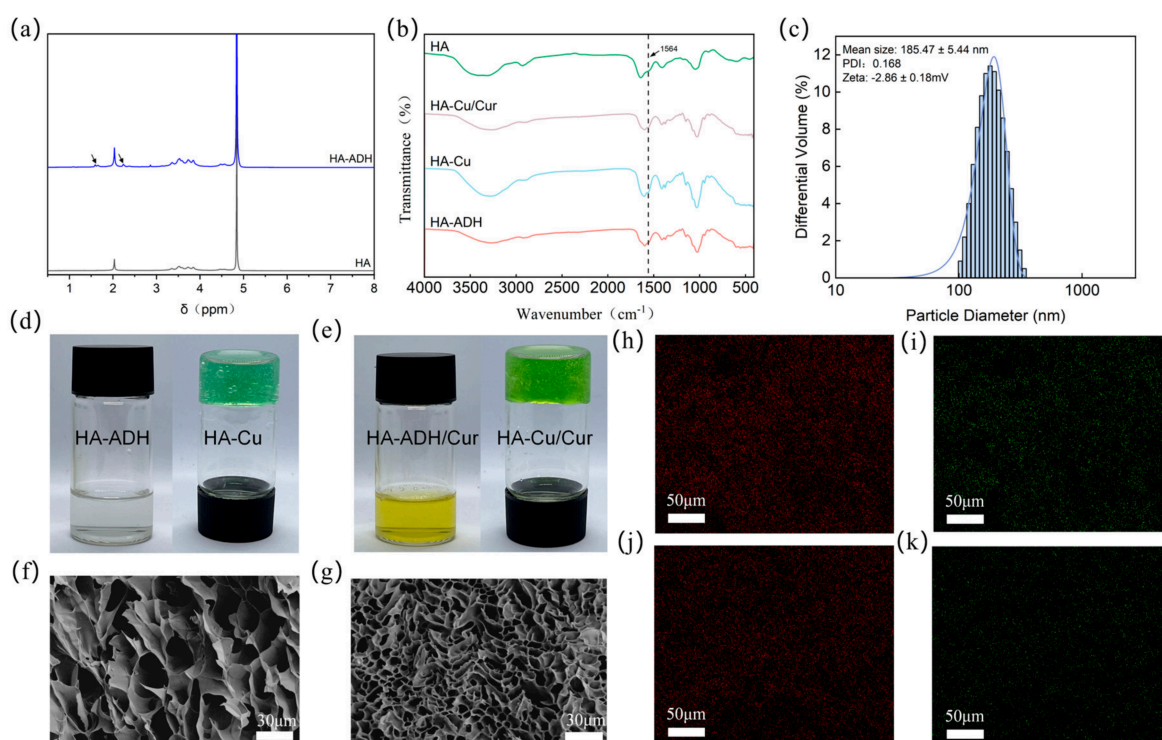 (a)
HA-ADH
HA
0 1 2 3 4 5 6 7 8
δ (ppm)
(b)
HA
1564
HA-Cu/Cur
HA-Cu
HA-ADH
Transmittance (%)
4000 3500 3000 2500 2000 1500 1000 500
Wavenumber (cm⁻¹)
(c)
Mean size: 185.47 ± 5.44 nm
PDI: 0.168
Zeta: -2.86 ± 0.18mV
Differential Volume (%)
12
10
8
6
4
2
0
10 100 1000
Particle Diameter (nm)
(d)
HA-ADH
HA-Cu
(e)
HA-ADH/Cur
HA-Cu/Cur
(f)
30μm
(g)
30μm
(h)
50μm
(i)
50μm
(j)
50μm
(k)
50μm